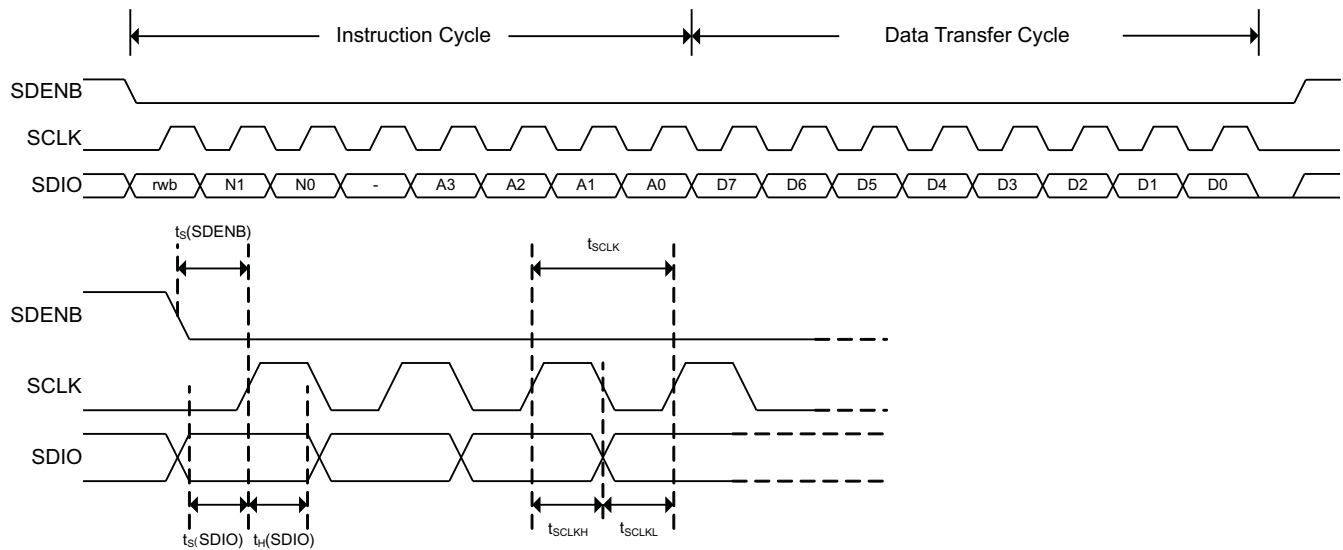 Instruction Cycle Data Transfer Cycle
SDENB
SCLK
SDIO rwb N1 N0 - A3 A2 A1 A0 D7 D6 D5 D4 D3 D2 D1 D0
tS(SDENB) tSCLK
SDENB
SCLK
SDIO
tS(SDIO) tH(SDIO) tSCLKH tSCLKL